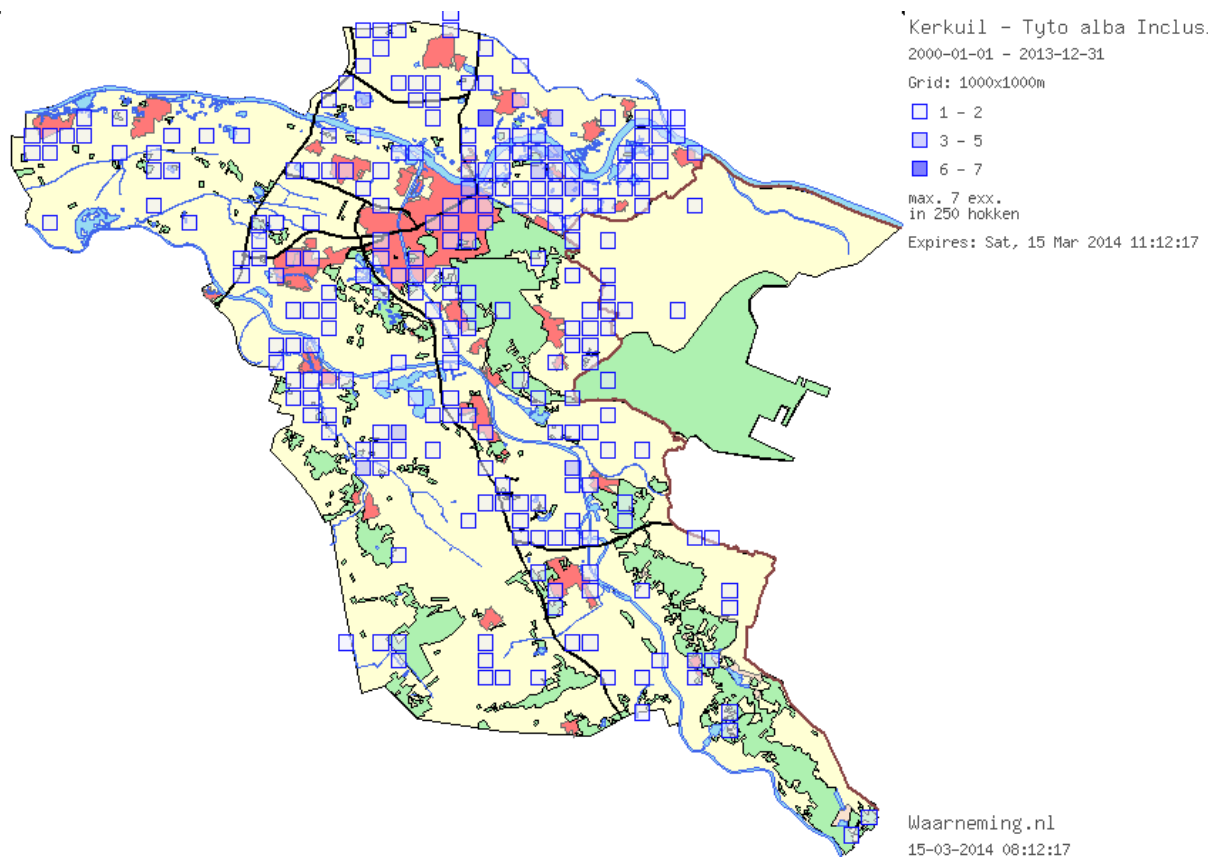 Kerkuil - Tyto alba Inclus.
2000-01-01 - 2013-12-31
Grid: 1000x1000m
1 - 2
3 - 5
6 - 7
max. 7 exx.
in 250 hokken
Expires: Sat, 15 Mar 2014 11:12:17
Waarneming.nl
15-03-2014 08:12:17